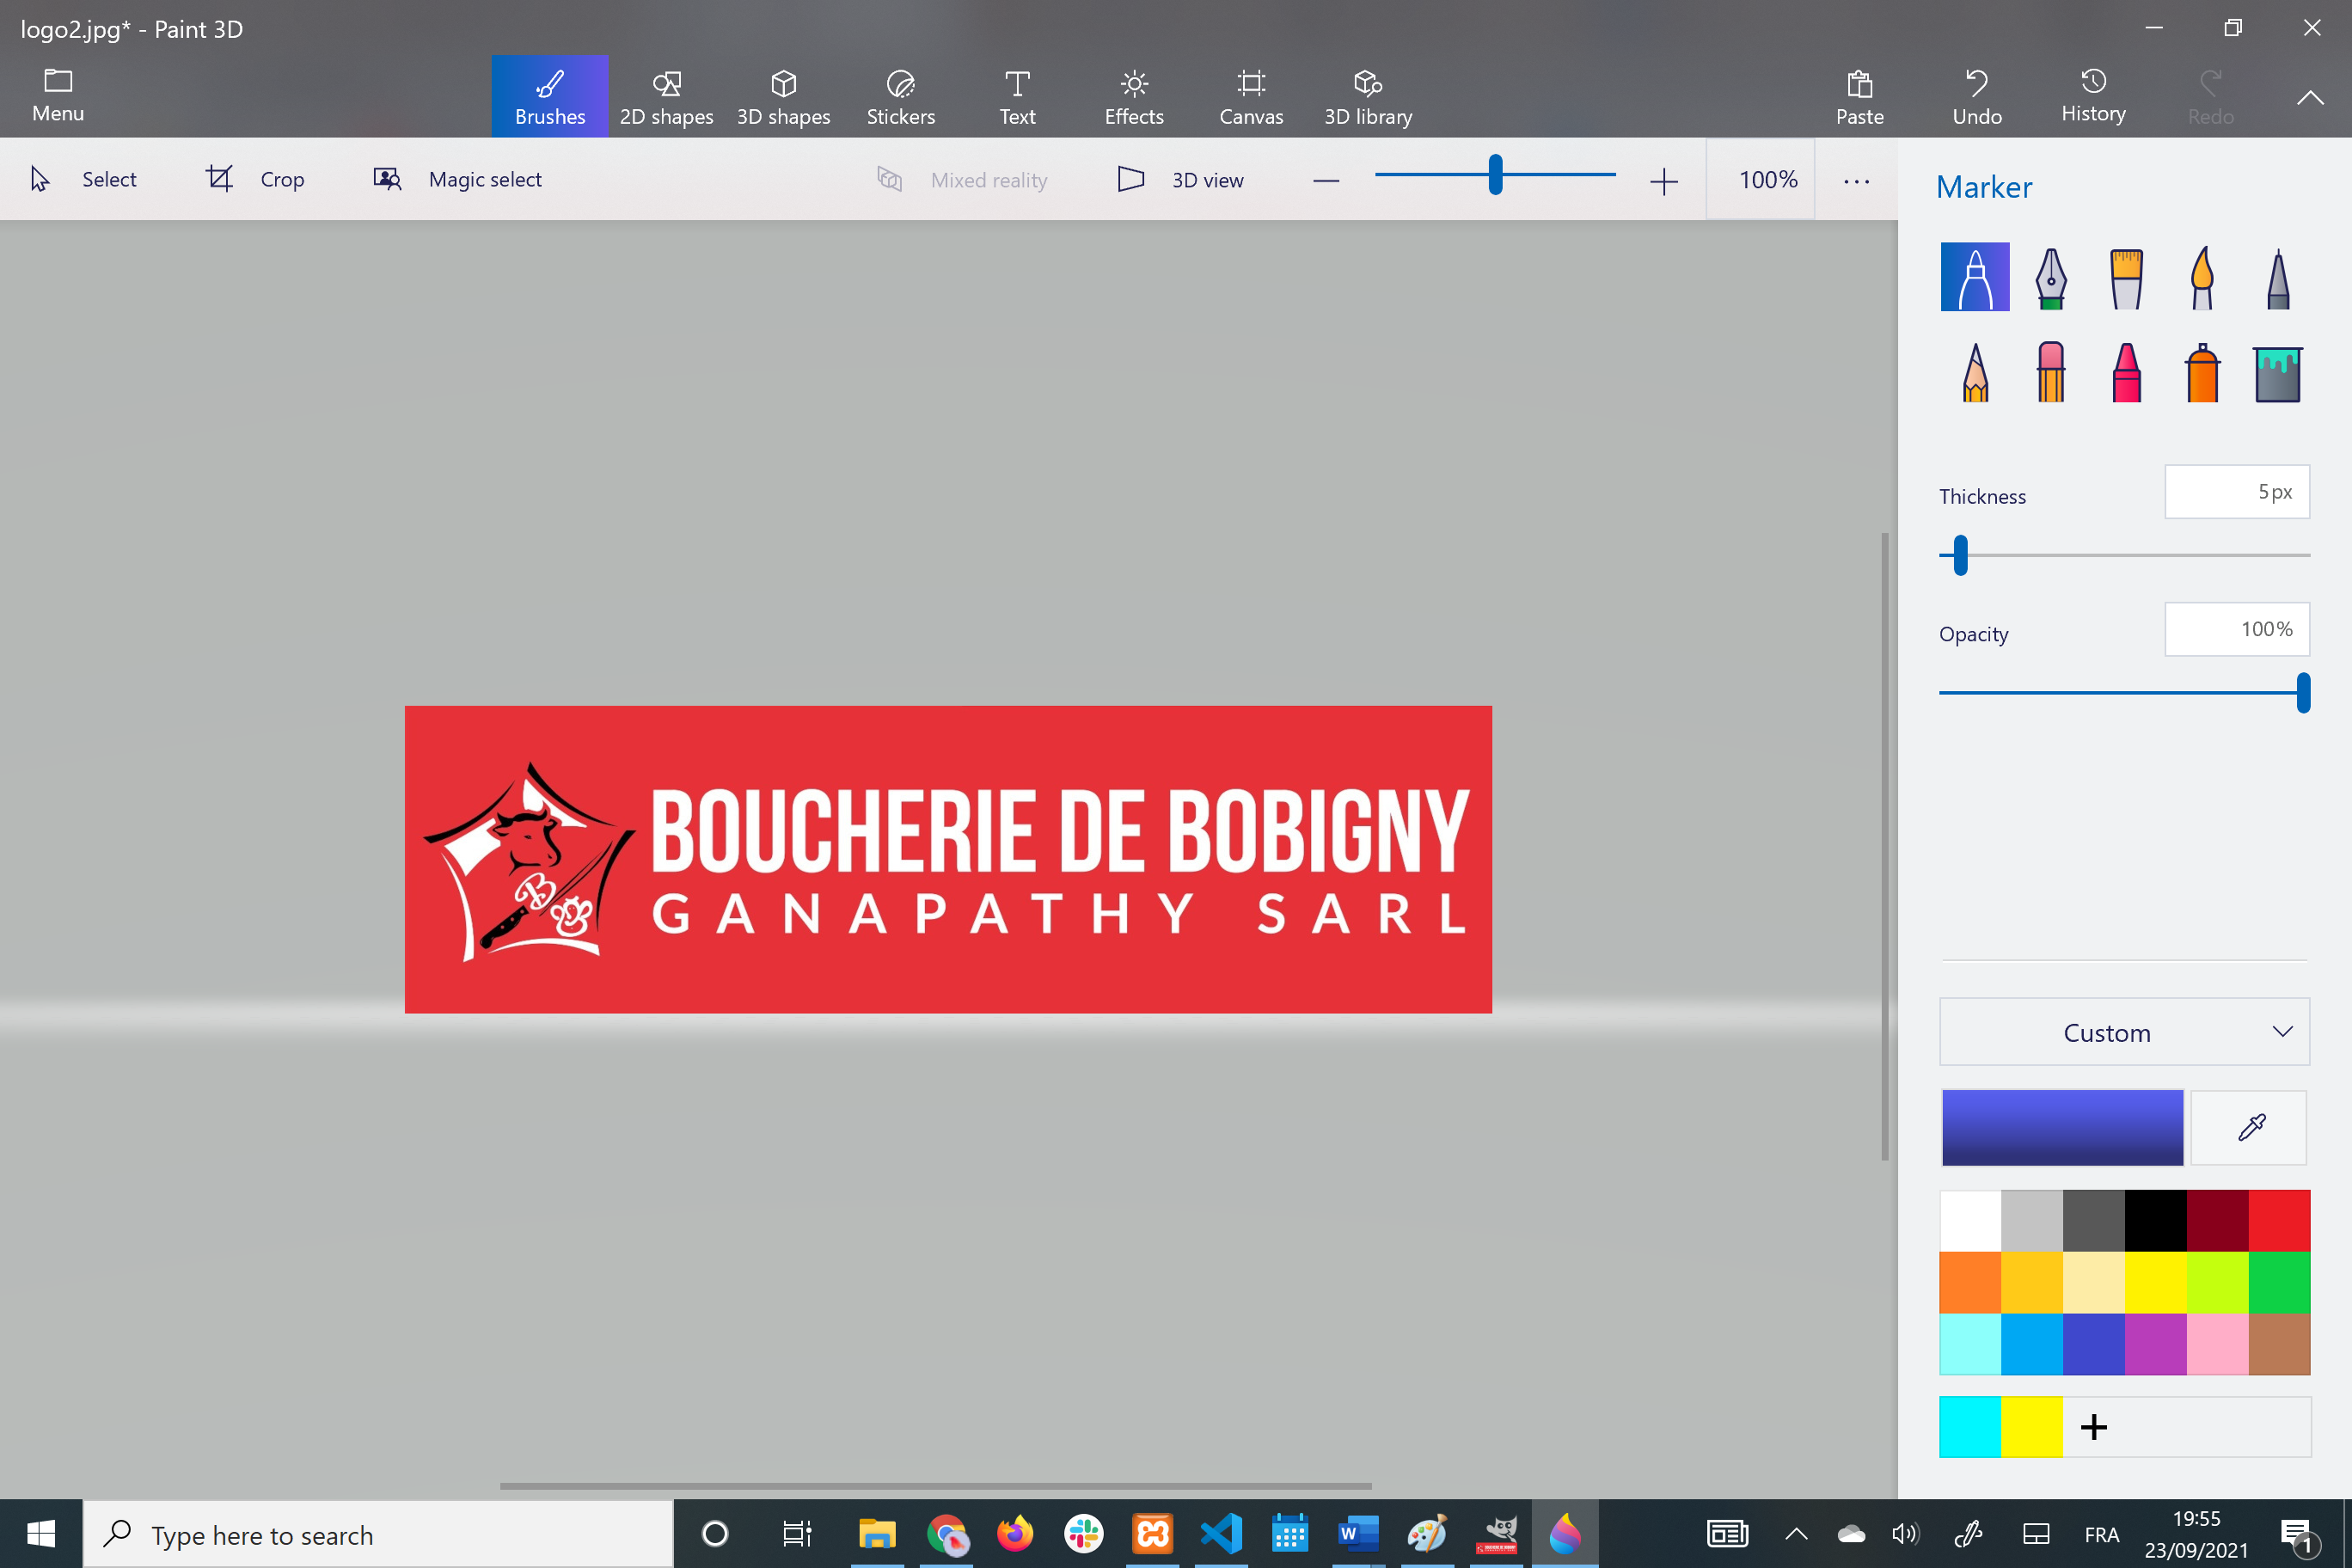 logo2.jpg* - Paint 3D
Menu
Brushes
2D shapes
3D shapes
Stickers
Text
Effects
Canvas
3D library
Paste
Undo
History
Redo
Select
Crop
Magic select
Mixed reality
3D view
100%
Marker
Thickness
5px
Opacity
100%
BOUCHERIE DE BOBIGNY
GANAPATHY SARL
B
B
Custom
Type here to search
W
FRA
19:55
23/09/2021
1